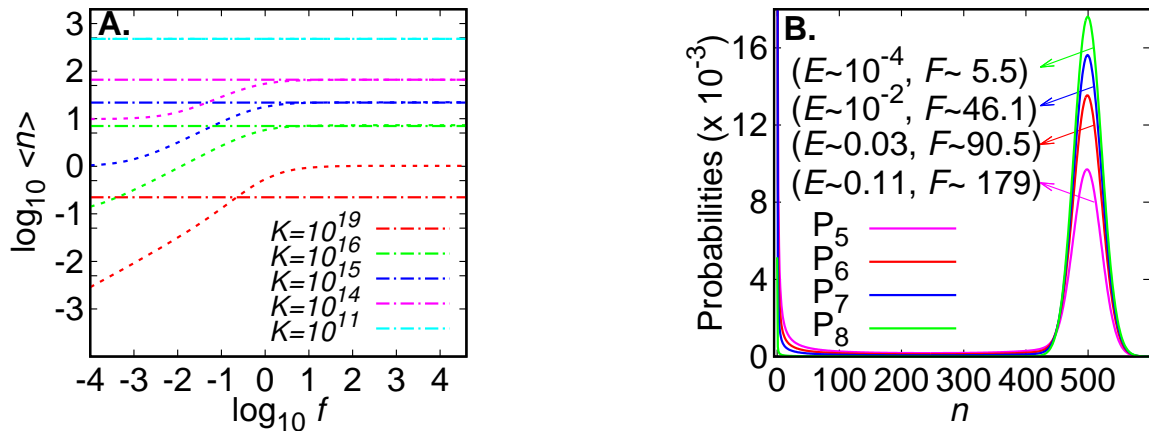 A.
log10 <n>
3
2
1
0
-1
-2
-3
K=10^19
K=10^16
K=10^15
K=10^14
K=10^11
-4 -3 -2 -1 0 1 2 3 4
log10 f
B.
Probabilities (x 10^-3)
16
12
8
4
0
(E~10^-4, F~ 5.5)
(E~10^-2, F~46.1)
(E~0.03, F~90.5)
(E~0.11, F~ 179)
P5
P6
P7
P8
0 100 200 300 400 500
n